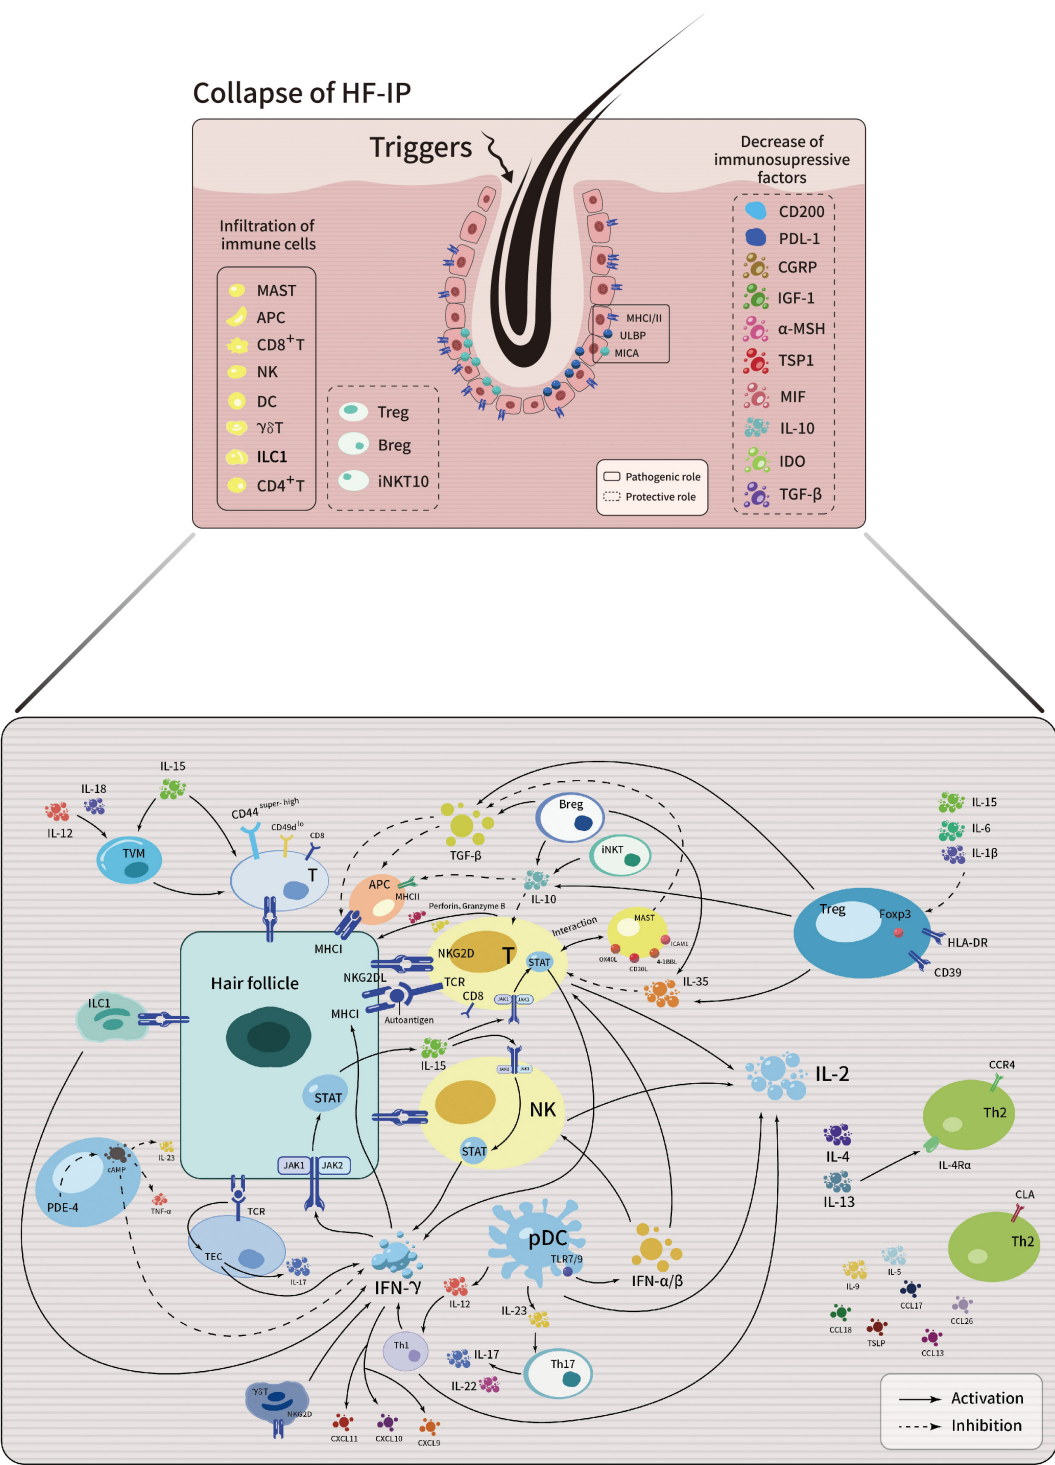 Collapse of HF-IP
Triggers
Decrease of
immunosupressive
factors
CD200
PDL-1
CGRP
IGF-1
α-MSH
TSP1
MIF
IL-10
IDO
TGF-β
Infiltration of
immune cells
MAST
APC
CD8+T
NK
DC
γδT
ILC1
CD4+T
Treg
Breg
iNKT10
MHCI/II
ULBP
MICA
Pathogenic role
Protective role
IL-15
IL-18
IL-12
TVM
CD44 super- high
CD49d lo
CD8
T
TGF-β
Breg
iNKT
IL-10
APC
MHCII
Perforin, Granzyme B
MHCI
IL-15
IL-6
IL-1β
Treg
Foxp3
HLA-DR
CD39
Interaction
MAST
ICAM1
OX40L
CD30L
4-1BBL
IL-35
NKG2D
T
STAT
NKG2DL
TCR
CD8
JAK1
JAK3
MHCI
Autoantigen
Hair follicle
ILC1
IL-15
JAK1
JAK3
NK
STAT
STAT
JAK1
JAK2
IL-2
CCR4
Th2
IL-4
IL-4Rα
IL-13
CLA
Th2
PDE-4
cAMP
IL-23
TNF-α
TCR
TEC
IL-17
IFN-γ
pDC
TLR7/9
IFN-α/β
IL-12
IL-23
Th1
IL-17
IL-22
Th17
γδT
NKG2D
CXCL11
CXCL10
CXCL9
IL-5
IL-9
CCL17
CCL26
CCL18
TSLP
CCL13
Activation
Inhibition